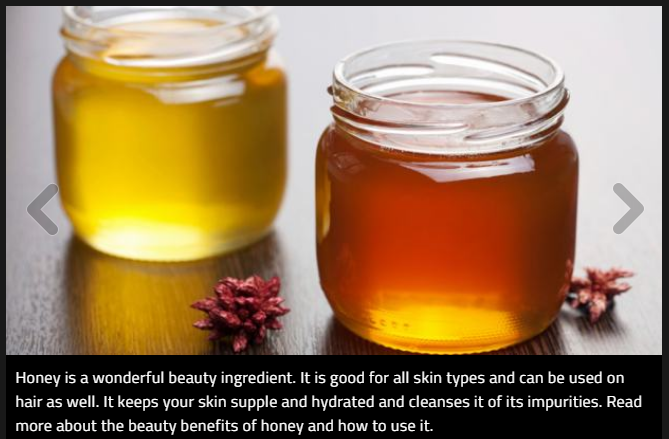 Honey is a wonderful beauty ingredient. It is good for all skin types and can be used on
hair as well. It keeps your skin supple and hydrated and cleanses it of its impurities. Read
more about the beauty benefits of honey and how to use it.